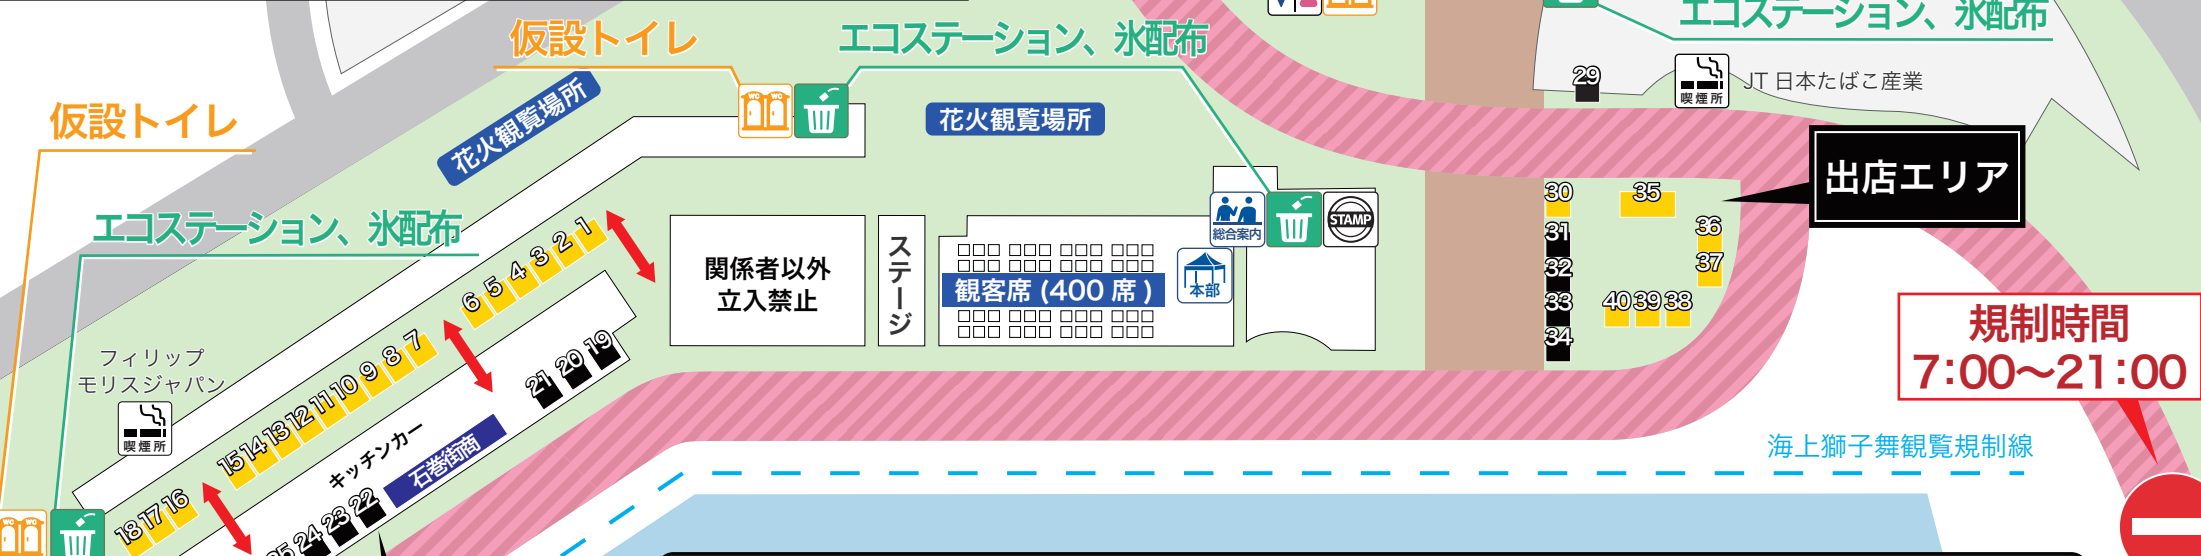 仮設トイレ
エコステーション、氷配布
エコステーション、氷配布
仮設トイレ
花火観覧場所
花火観覧場所
WC
WC
29
喫煙所
JT 日本たばこ産業
出店エリア
エコステーション、氷配布
総合案内
STAMP
30
35
31
36
32
37
33
40 39 38
34
6 5 4 3 2 1
関係者以外
立入禁止
ステージ
観客席 (400 席 )
本部
規制時間
7:00〜21:00
フィリップ
モリスジャパン
喫煙所
15 14 13 12 11 10 9 8 7
21 20 19
キッチンカー
石巻街商
海上獅子舞観覧規制線
18 17 16
25 24 23 22
WC
WC